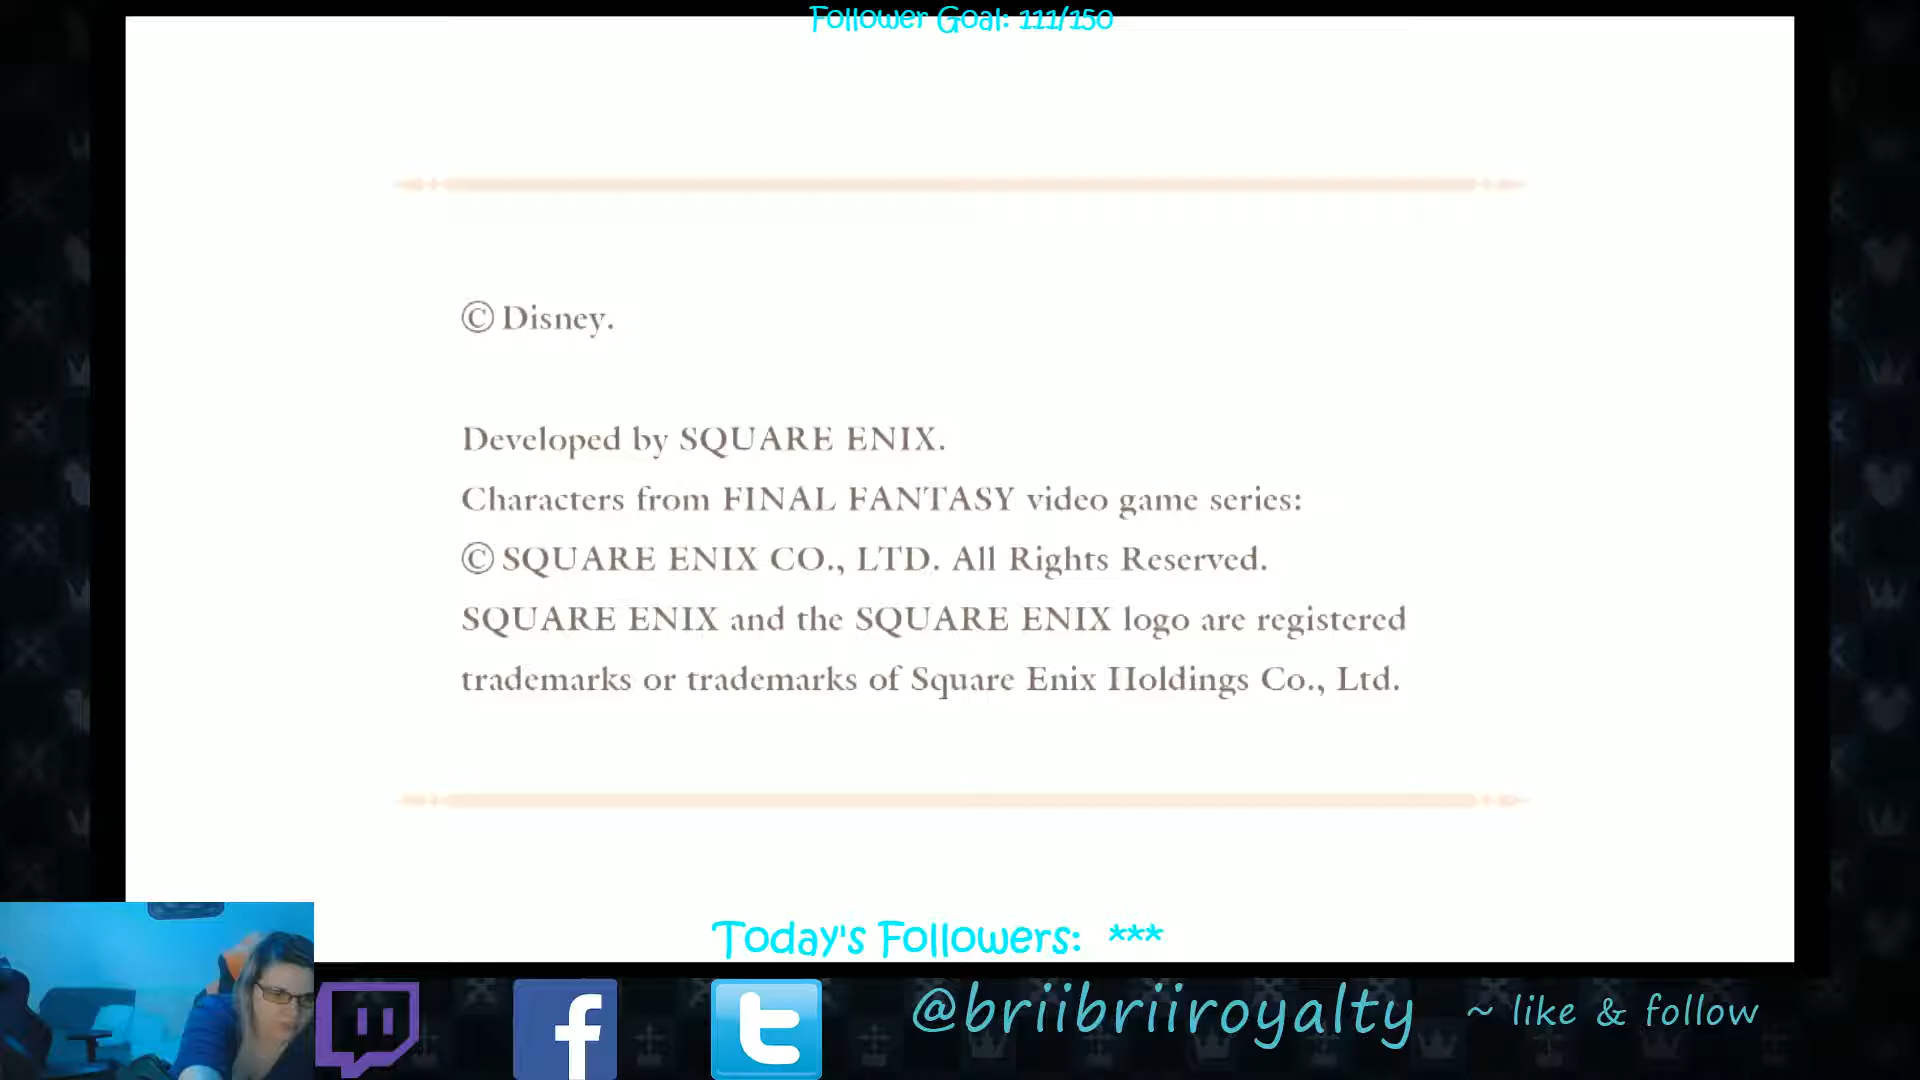 Follower Goal: 111/150
© Disney.
Developed by SQUARE ENIX.
Characters from FINAL FANTASY video game series:
© SQUARE ENIX CO., LTD. All Rights Reserved.
SQUARE ENIX and the SQUARE ENIX logo are registered
trademarks or trademarks of Square Enix Holdings Co., Ltd.
Today's Followers: ***
@briibriiroyalty ~ like & follow